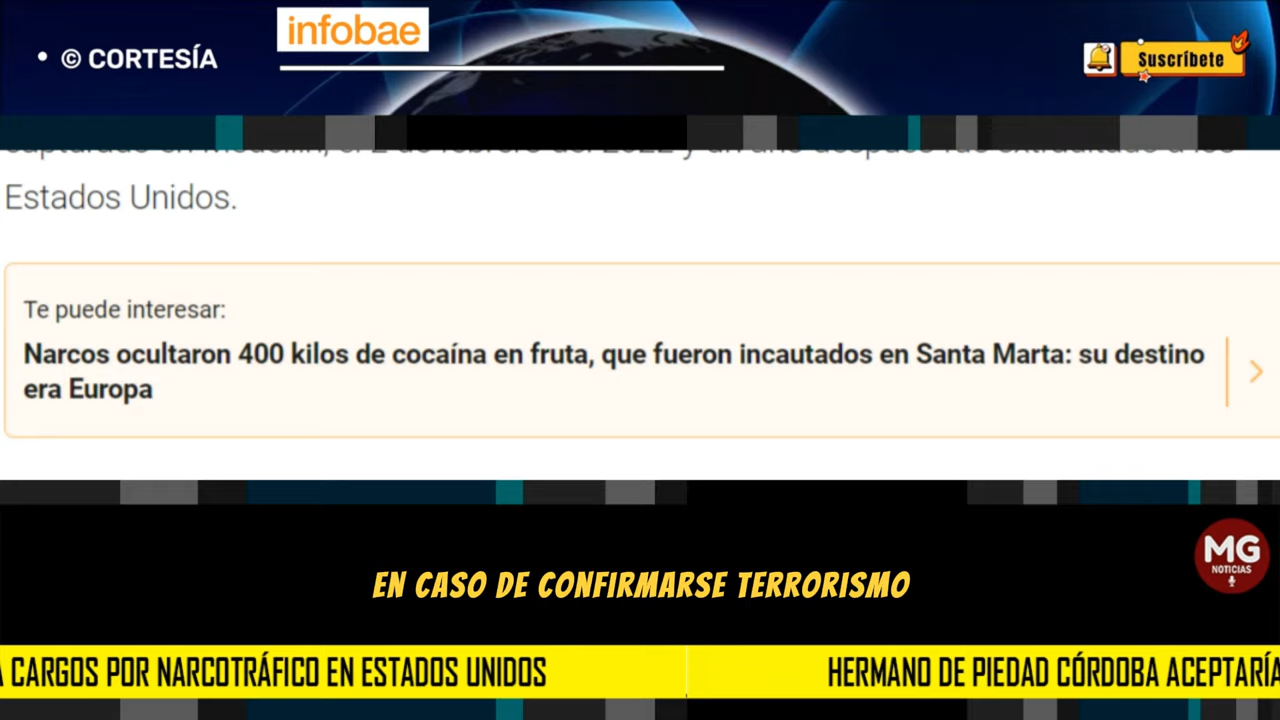 infobae
• © CORTESÍA
Suscríbete
Estados Unidos.
Te puede interesar:
Narcos ocultaron 400 kilos de cocaína en fruta, que fueron incautados en Santa Marta: su destino
era Europa
MG
NOTICIAS
EN CASO DE CONFIRMARSE TERRORISMO
A CARGOS POR NARCOTRÁFICO EN ESTADOS UNIDOS
HERMANO DE PIEDAD CÓRDOBA ACEPTARÍA